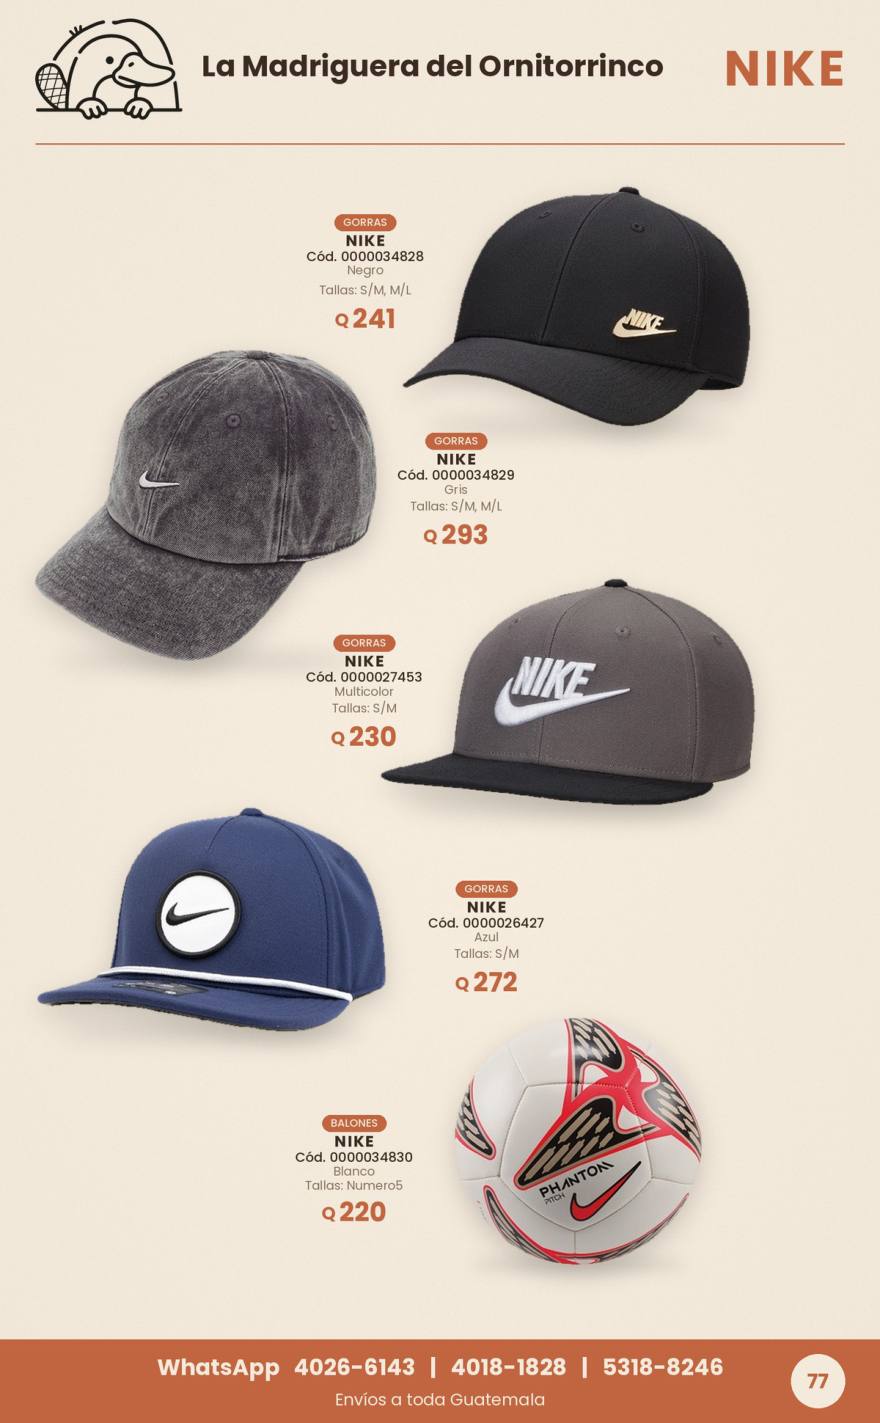 La Madriguera del Ornitorrinco
NIKE
GORRAS
NIKE
Cód. 0000034828
Negro
Tallas: S/M, M/L
Q 241
NIKE
GORRAS
NIKE
Cód. 0000034829
Gris
Tallas: S/M, M/L
Q 293
GORRAS
NIKE
Cód. 0000027453
Multicolor
Tallas: S/M
Q 230
NIKE
GORRAS
NIKE
Cód. 0000026427
Azul
Tallas: S/M
Q 272
BALONES
NIKE
Cód. 0000034830
Blanco
Tallas: Numero5
Q 220
PHANTOM
PITCH
WhatsApp 4026-6143 | 4018-1828 | 5318-8246
Envíos a toda Guatemala
77